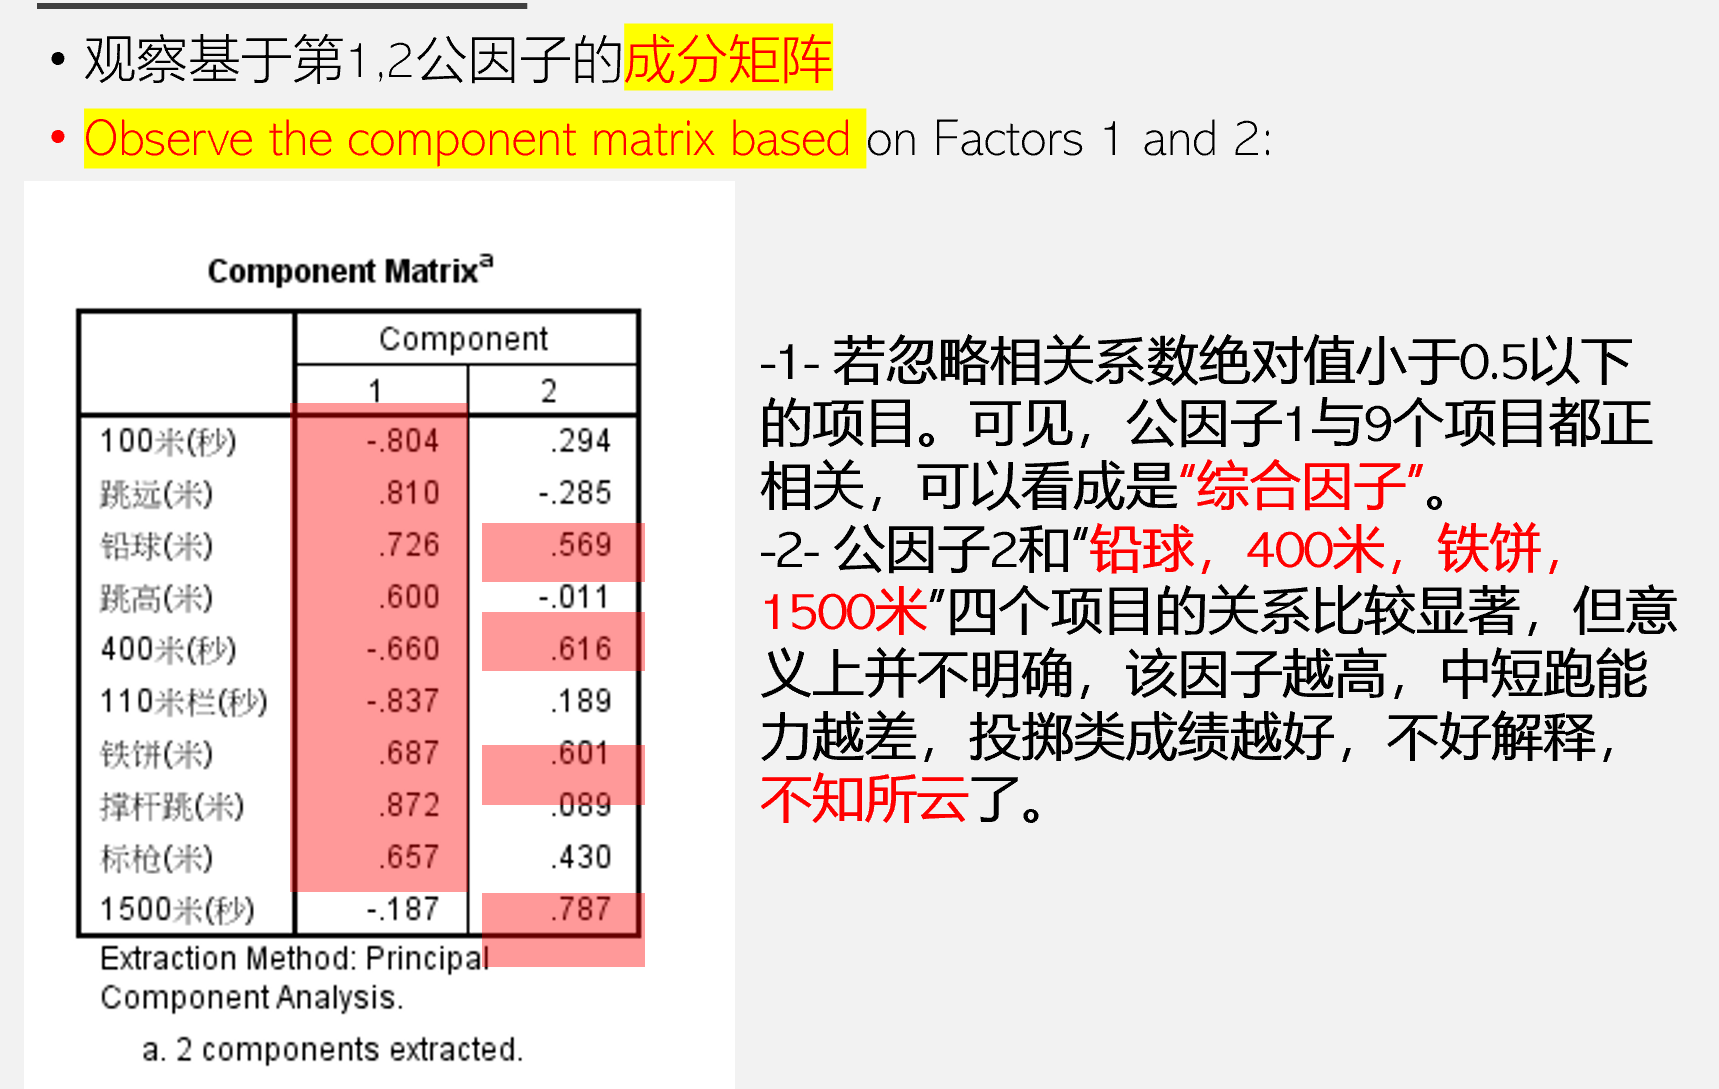 • 观察基于第1,2公因子的成分矩阵
• Observe the component matrix based on Factors 1 and 2:
Component Matrixᵃ
Component
1 2
100米(秒) -.804 .294
跳远(米) .810 -.285
铅球(米) .726 .569
跳高(米) .600 -.011
400米(秒) -.660 .616
110米栏(秒) -.837 .189
铁饼(米) .687 .601
撑杆跳(米) .872 .089
标枪(米) .657 .430
1500米(秒) -.187 .787
Extraction Method: Principal
Component Analysis.
a. 2 components extracted.
-1- 若忽略相关系数绝对值小于0.5以下
的项目。可见，公因子1与9个项目都正
相关，可以看成是“综合因子”。
-2- 公因子2和“铅球，400米，铁饼，
1500米”四个项目的关系比较显著，但意
义上并不明确，该因子越高，中短跑能
力越差，投掷类成绩越好，不好解释，
不知所云了。